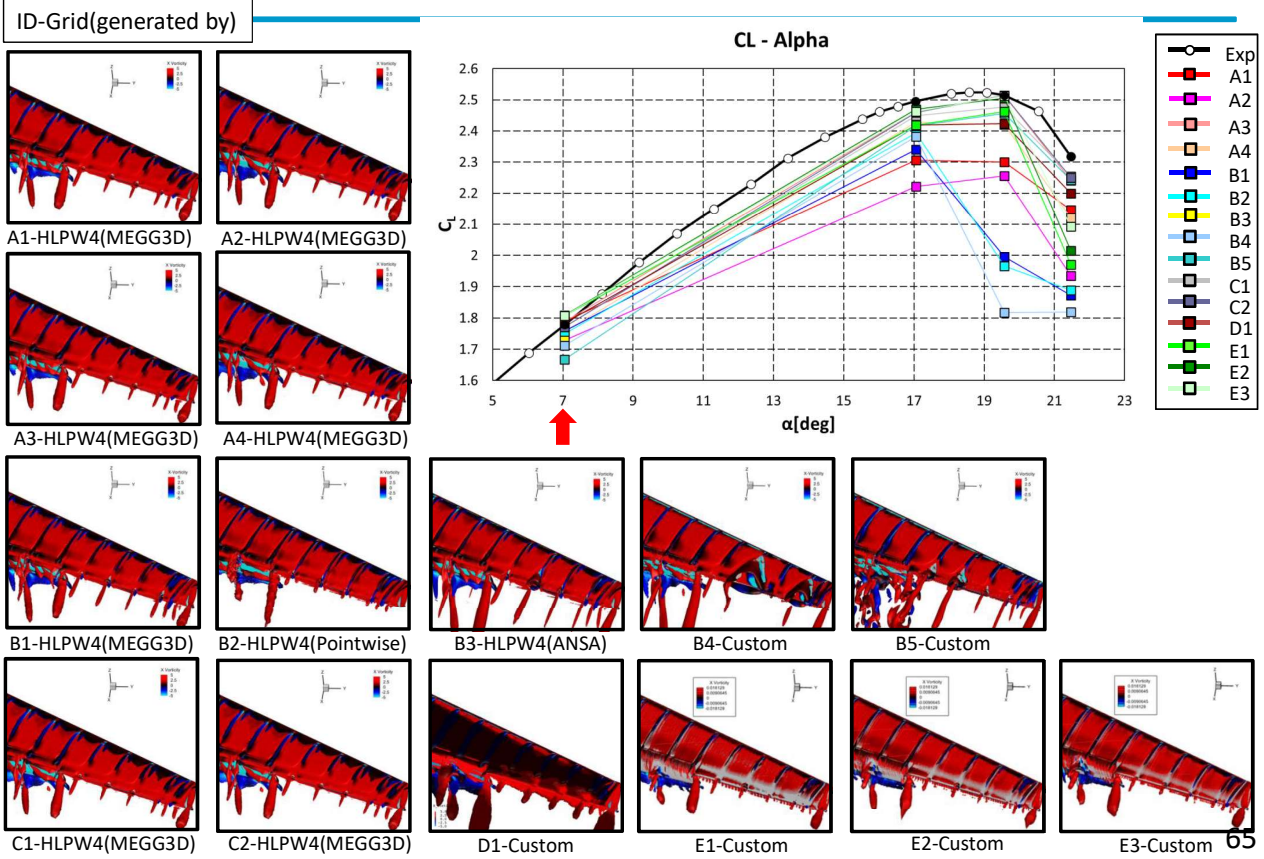 ID-Grid(generated by)
CL - Alpha
2.6
2.5
2.4
2.3
2.2
2.1
2
1.9
1.8
1.7
1.6
CL
5 7 9 11 13 15 17 19 21 23
α[deg]
Exp
A1
A2
A3
A4
B1
B2
B3
B4
B5
C1
C2
D1
E1
E2
E3
A1-HLPW4(MEGG3D)
A2-HLPW4(MEGG3D)
A3-HLPW4(MEGG3D)
A4-HLPW4(MEGG3D)
B1-HLPW4(MEGG3D)
B2-HLPW4(Pointwise)
B3-HLPW4(ANSA)
B4-Custom
B5-Custom
C1-HLPW4(MEGG3D)
C2-HLPW4(MEGG3D)
D1-Custom
E1-Custom
E2-Custom
E3-Custom
65